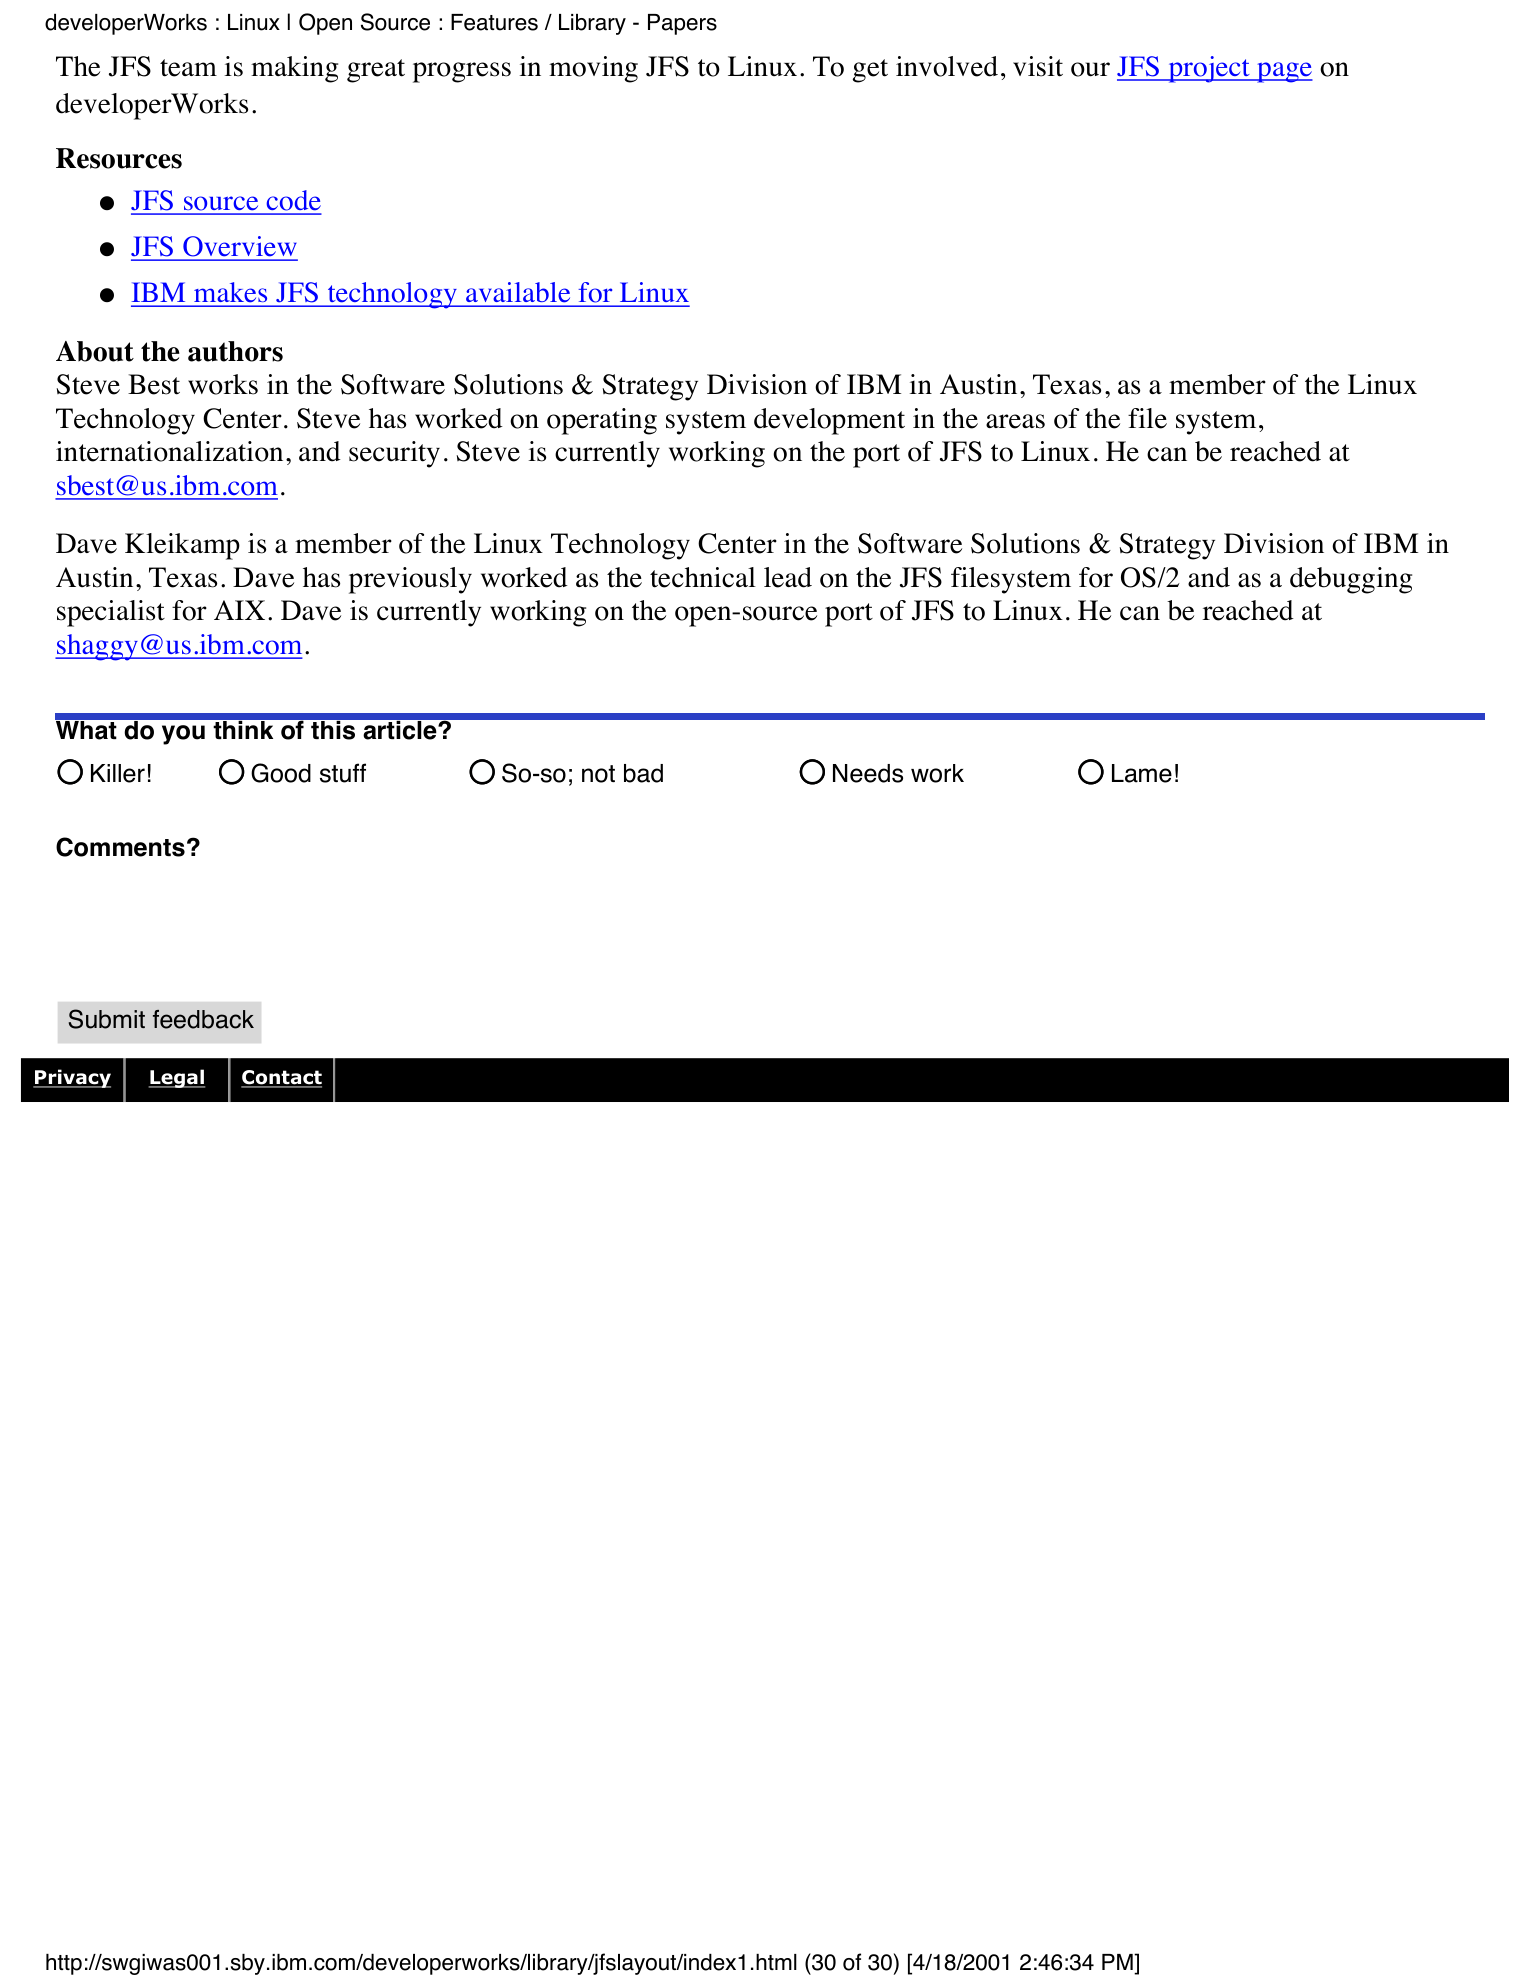 developerWorks : Linux | Open Source : Features / Library - Papers
The JFS team is making great progress in moving JFS to Linux. To get involved, visit our JFS project page on
developerWorks.
Resources
● JFS source code
● JFS Overview
● IBM makes JFS technology available for Linux
About the authors
Steve Best works in the Software Solutions & Strategy Division of IBM in Austin, Texas, as a member of the Linux
Technology Center. Steve has worked on operating system development in the areas of the file system,
internationalization, and security. Steve is currently working on the port of JFS to Linux. He can be reached at
sbest@us.ibm.com.
Dave Kleikamp is a member of the Linux Technology Center in the Software Solutions & Strategy Division of IBM in
Austin, Texas. Dave has previously worked as the technical lead on the JFS filesystem for OS/2 and as a debugging
specialist for AIX. Dave is currently working on the open-source port of JFS to Linux. He can be reached at
shaggy@us.ibm.com.
What do you think of this article?
Killer! Good stuff So-so; not bad Needs work Lame!
Comments?
Submit feedback
Privacy Legal Contact
http://swgiwas001.sby.ibm.com/developerworks/library/jfslayout/index1.html (30 of 30) [4/18/2001 2:46:34 PM]